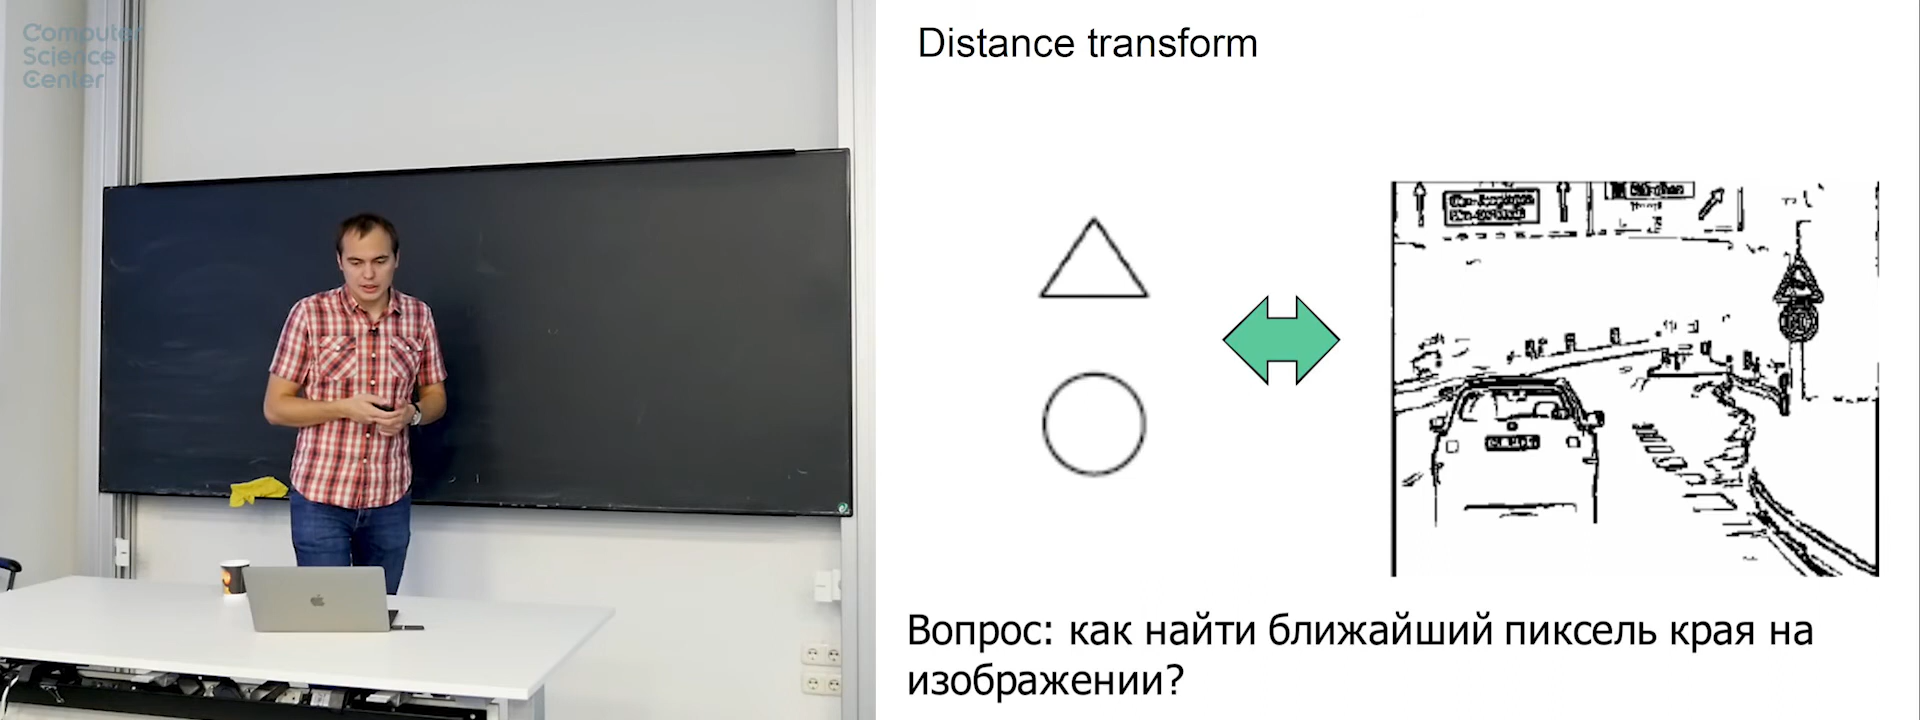 Computer
Science
Center
Distance transform
Вопрос: как найти ближайший пиксель края на
изображении?